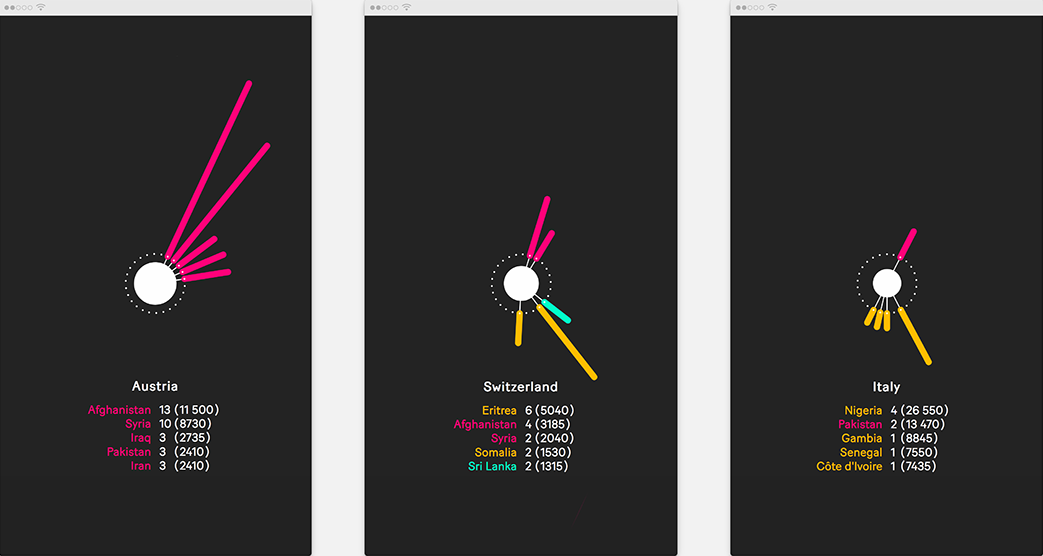 Austria
Afghanistan 13 (11 500)
Syria 10 (8730)
Iraq 3 (2735)
Pakistan 3 (2410)
Iran 3 (2410)
Switzerland
Eritrea 6 (5040)
Afghanistan 4 (3185)
Syria 2 (2040)
Somalia 2 (1530)
Sri Lanka 2 (1315)
Italy
Nigeria 4 (26 550)
Pakistan 2 (13 470)
Gambia 1 (8845)
Senegal 1 (7550)
Côte d'Ivoire 1 (7435)